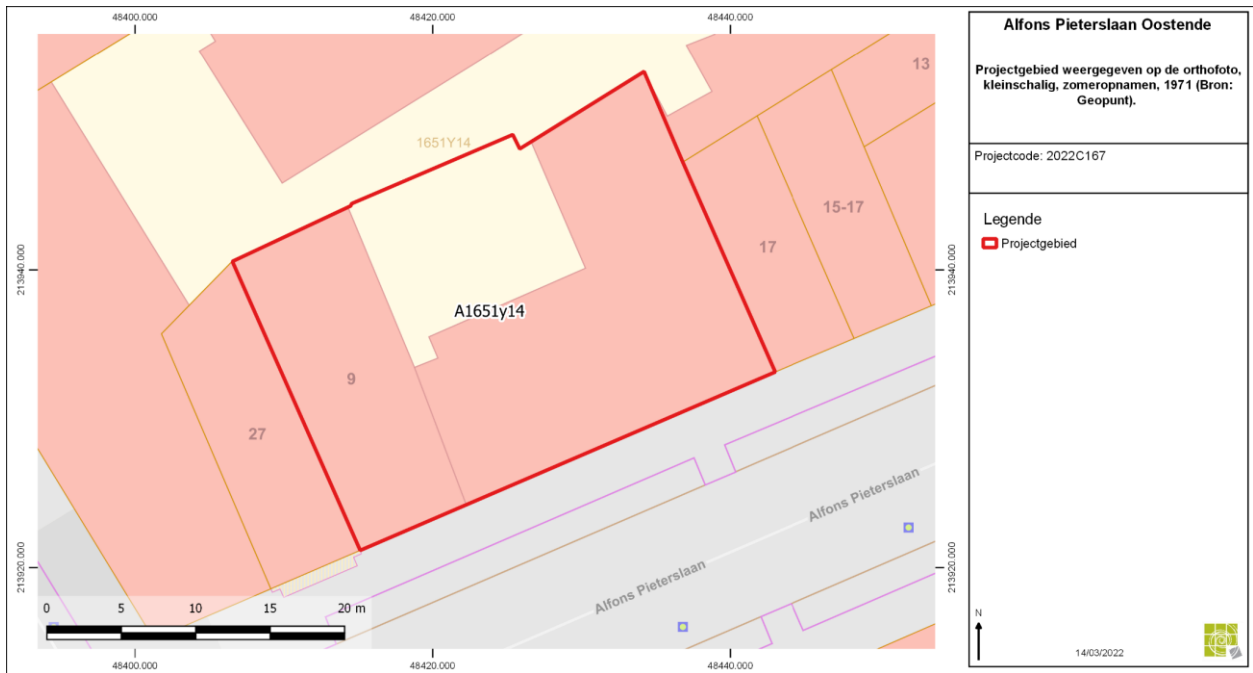 48400.000
48420.000
48440.000
Alfons Pieterslaan Oostende
Projectgebied weergegeven op de orthofoto,
kleinschalig, zomeropnamen, 1971 (Bron:
Geopunt).
Projectcode: 2022C167
Legende
Projectgebied
13
1651Y14
15-17
17
213940.000
213940.000
A1651y14
9
27
Alfons Pieterslaan
Alfons Pieterslaan
213920.000
213920.000
0 5 10 15 20 m
N
14/03/2022
48400.000
48420.000
48440.000